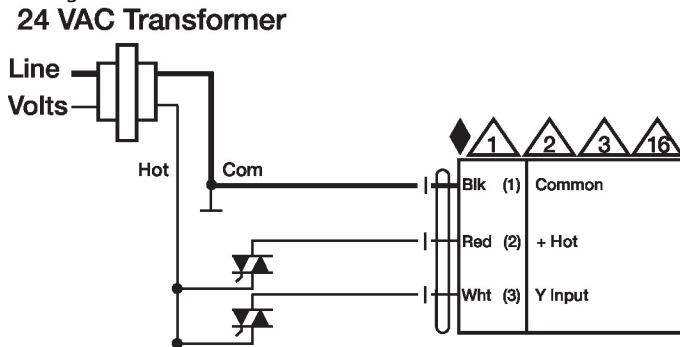 24 VAC Transformer
Line
Volts
Hot
Com
1 2 3 16
Blk (1) Common
Red (2) + Hot
Wht (3) Y Input